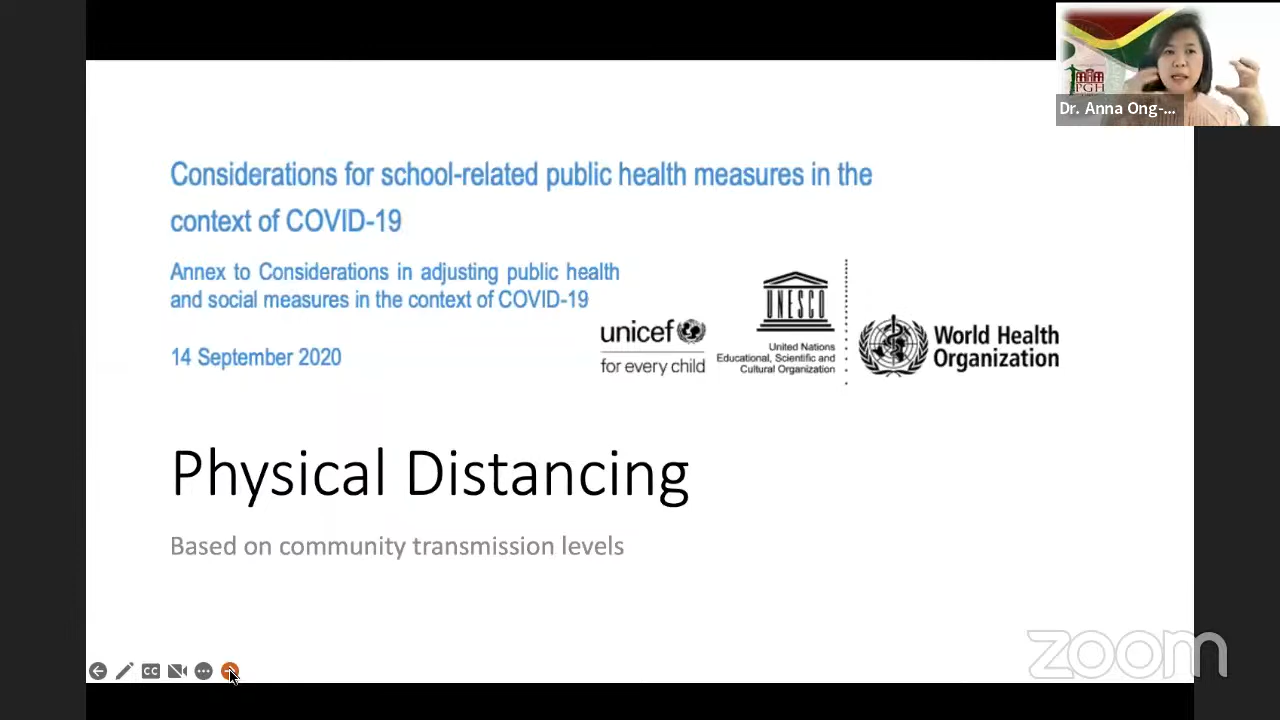 PGH
Dr. Anna Ong-...
Considerations for school-related public health measures in the
context of COVID-19
Annex to Considerations in adjusting public health
and social measures in the context of COVID-19
14 September 2020
unicef
for every child
UNESCO
United Nations
Educational, Scientific and
Cultural Organization
World Health
Organization
Physical Distancing
Based on community transmission levels
CC
zoom